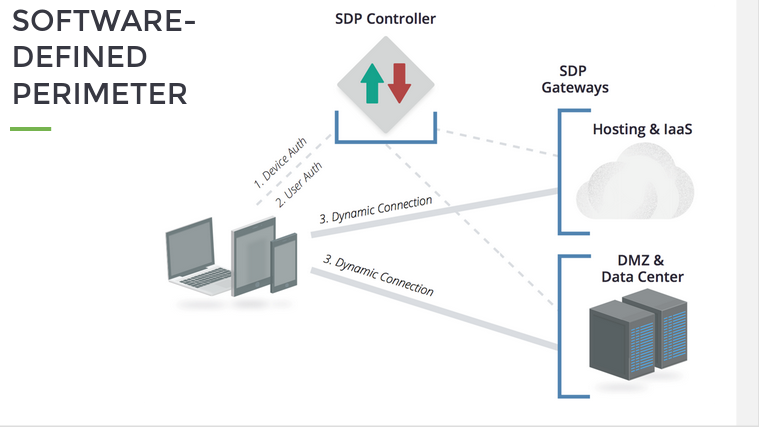 SOFTWARE-
DEFINED
PERIMETER
SDP Controller
SDP
Gateways
Hosting & IaaS
1. Device Auth
2. User Auth
3. Dynamic Connection
3. Dynamic Connection
DMZ &
Data Center